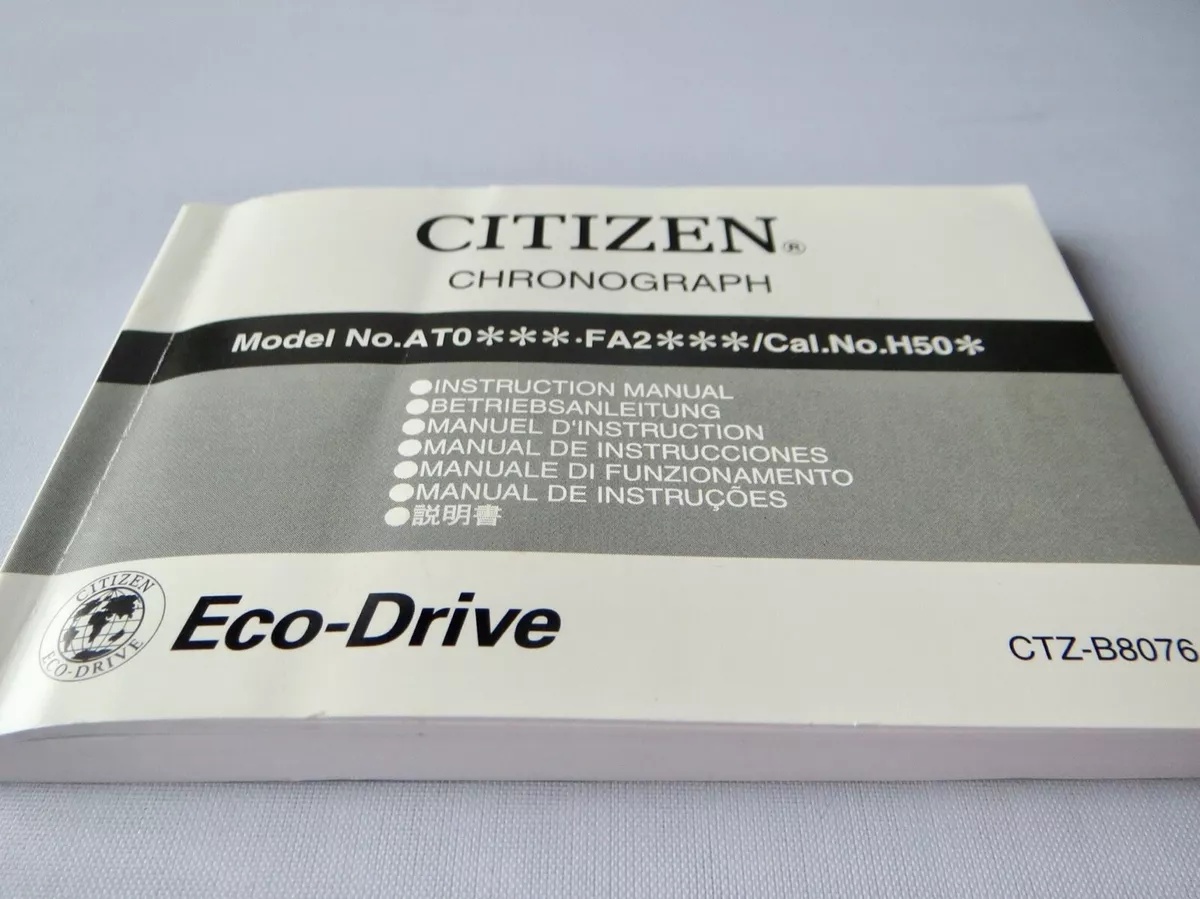 CITIZEN®
CHRONOGRAPH
Model No.AT0✻✻✻·FA2✻✻✻/Cal.No.H50✻
●INSTRUCTION MANUAL
●BETRIEBSANLEITUNG
●MANUEL D'INSTRUCTION
●MANUAL DE INSTRUCCIONES
●MANUALE DI FUNZIONAMENTO
●MANUAL DE INSTRUÇÕES
●説明書
CITIZEN
ECO-DRIVE
Eco-Drive
CTZ-B8076